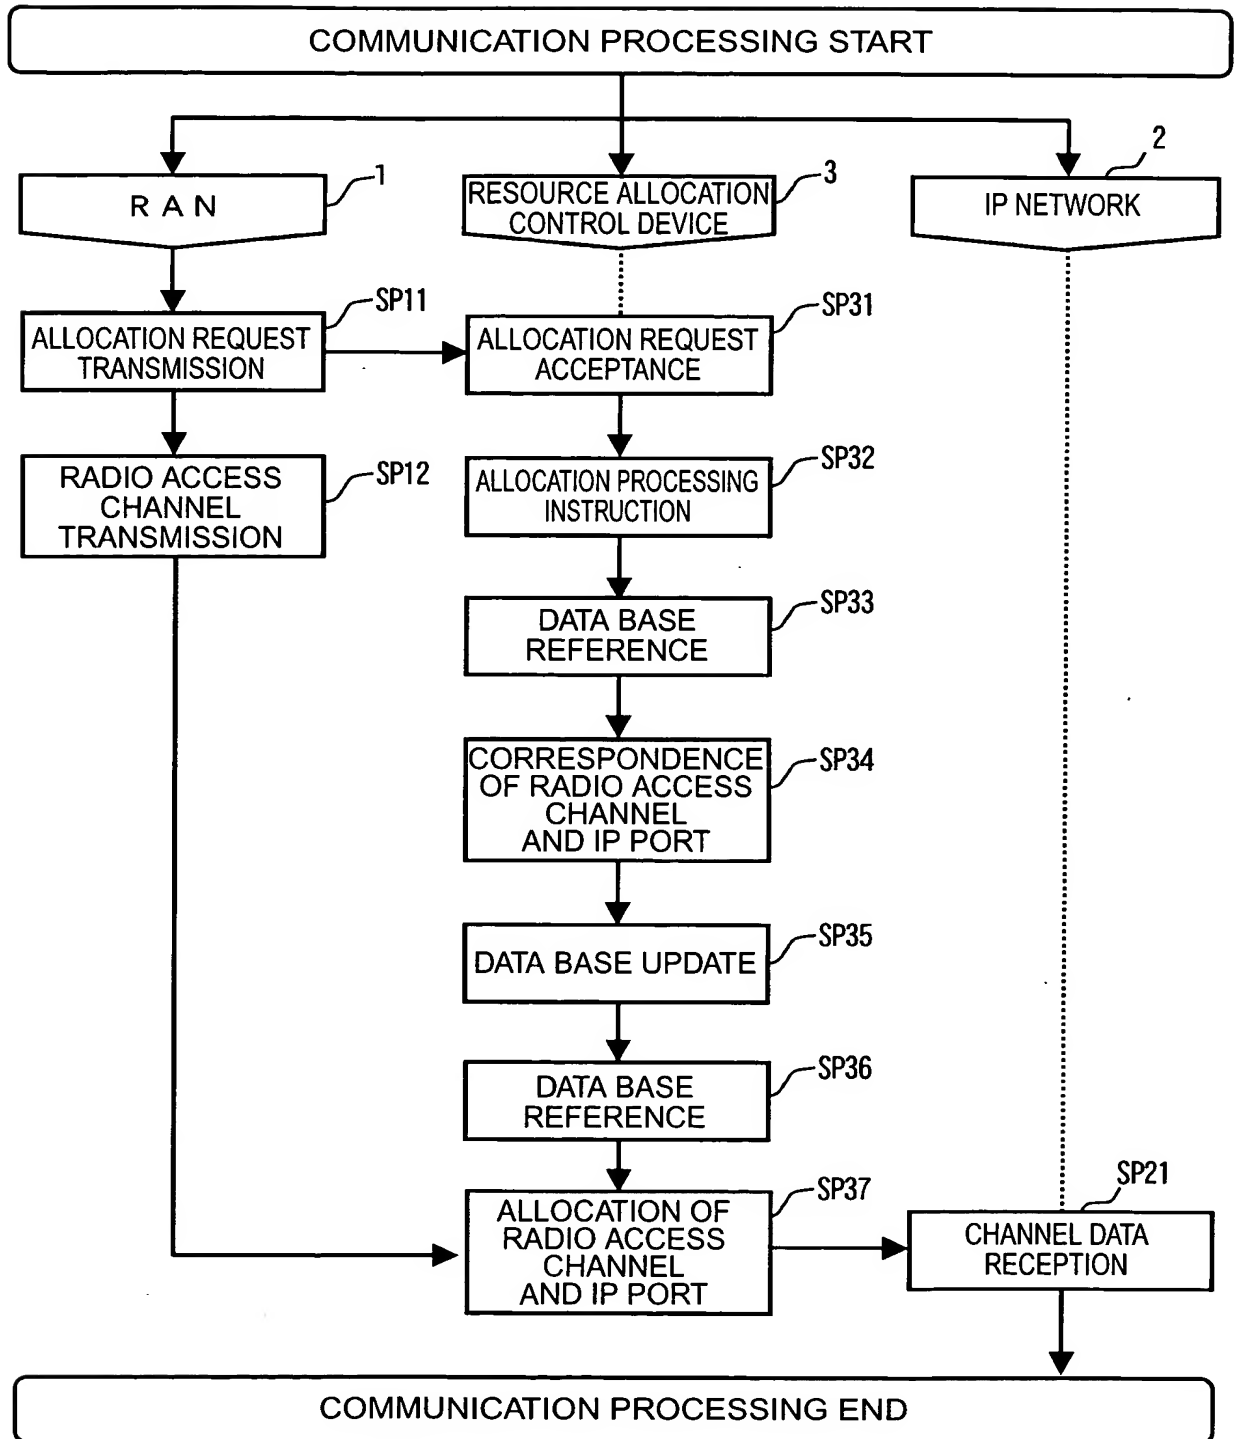 COMMUNICATION PROCESSING START
1
3
2
R A N
RESOURCE ALLOCATION
CONTROL DEVICE
IP NETWORK
SP11
SP31
ALLOCATION REQUEST
TRANSMISSION
ALLOCATION REQUEST
ACCEPTANCE
SP12
SP32
RADIO ACCESS
CHANNEL
TRANSMISSION
ALLOCATION PROCESSING
INSTRUCTION
SP33
DATA BASE
REFERENCE
SP34
CORRESPONDENCE
OF RADIO ACCESS
CHANNEL
AND IP PORT
SP35
DATA BASE UPDATE
SP36
DATA BASE
REFERENCE
SP37
SP21
ALLOCATION OF
RADIO ACCESS
CHANNEL
AND IP PORT
CHANNEL DATA
RECEPTION
COMMUNICATION PROCESSING END